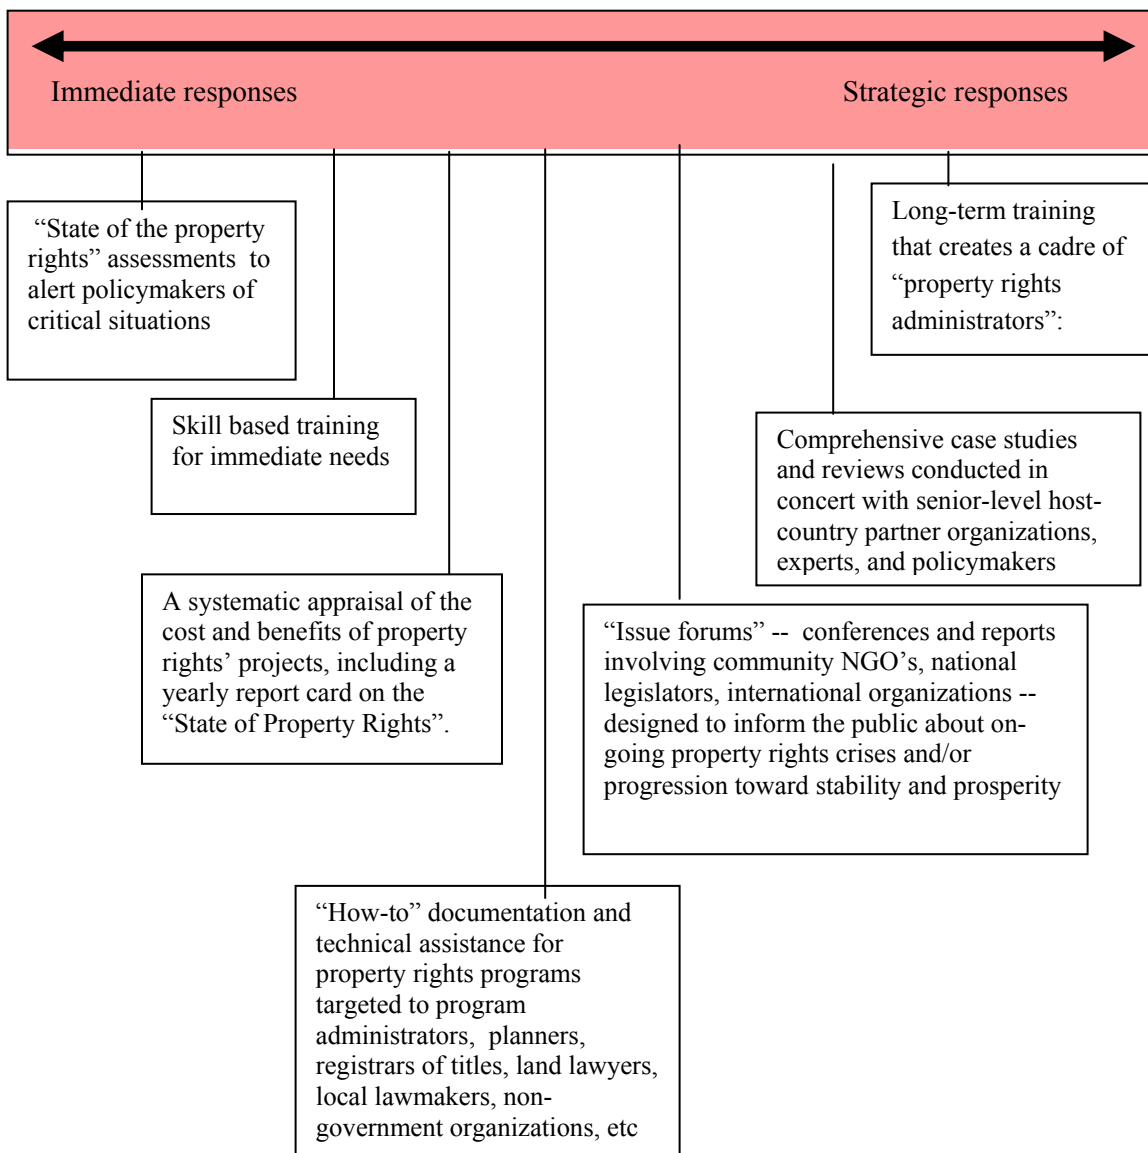 Immediate responses
Strategic responses
“State of the property
rights” assessments to
alert policymakers of
critical situations
Long-term training
that creates a cadre of
“property rights
administrators”:
Skill based training
for immediate needs
Comprehensive case studies
and reviews conducted in
concert with senior-level host-
country partner organizations,
experts, and policymakers
A systematic appraisal of the
cost and benefits of property
rights’ projects, including a
yearly report card on the
“State of Property Rights”.
“Issue forums” -- conferences and reports
involving community NGO’s, national
legislators, international organizations --
designed to inform the public about on-
going property rights crises and/or
progression toward stability and prosperity
“How-to” documentation and
technical assistance for
property rights programs
targeted to program
administrators, planners,
registrars of titles, land lawyers,
local lawmakers, non-
government organizations, etc